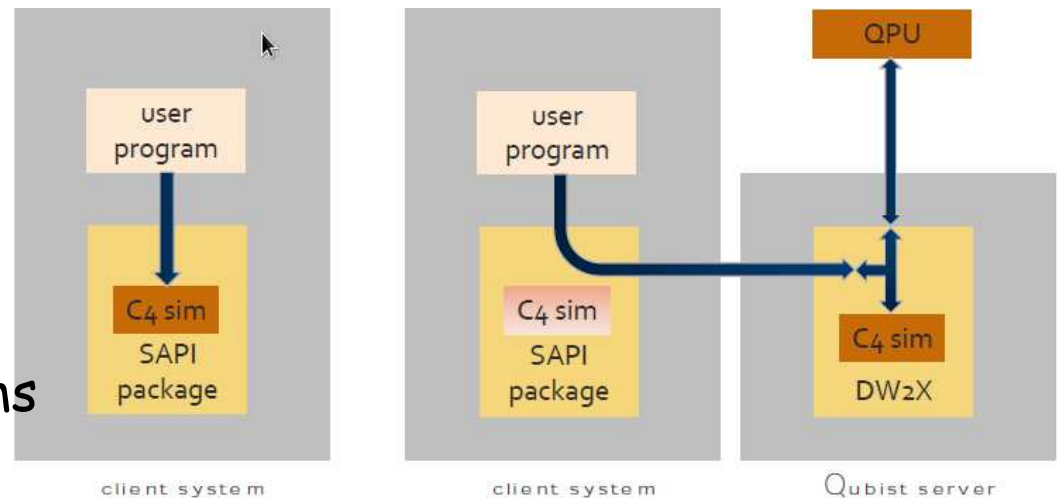 user
program
C4 sim
SAPI
package
client system
user
program
C4 sim
SAPI
package
client system
QPU
C4 sim
DW2X
Qubist server
ns